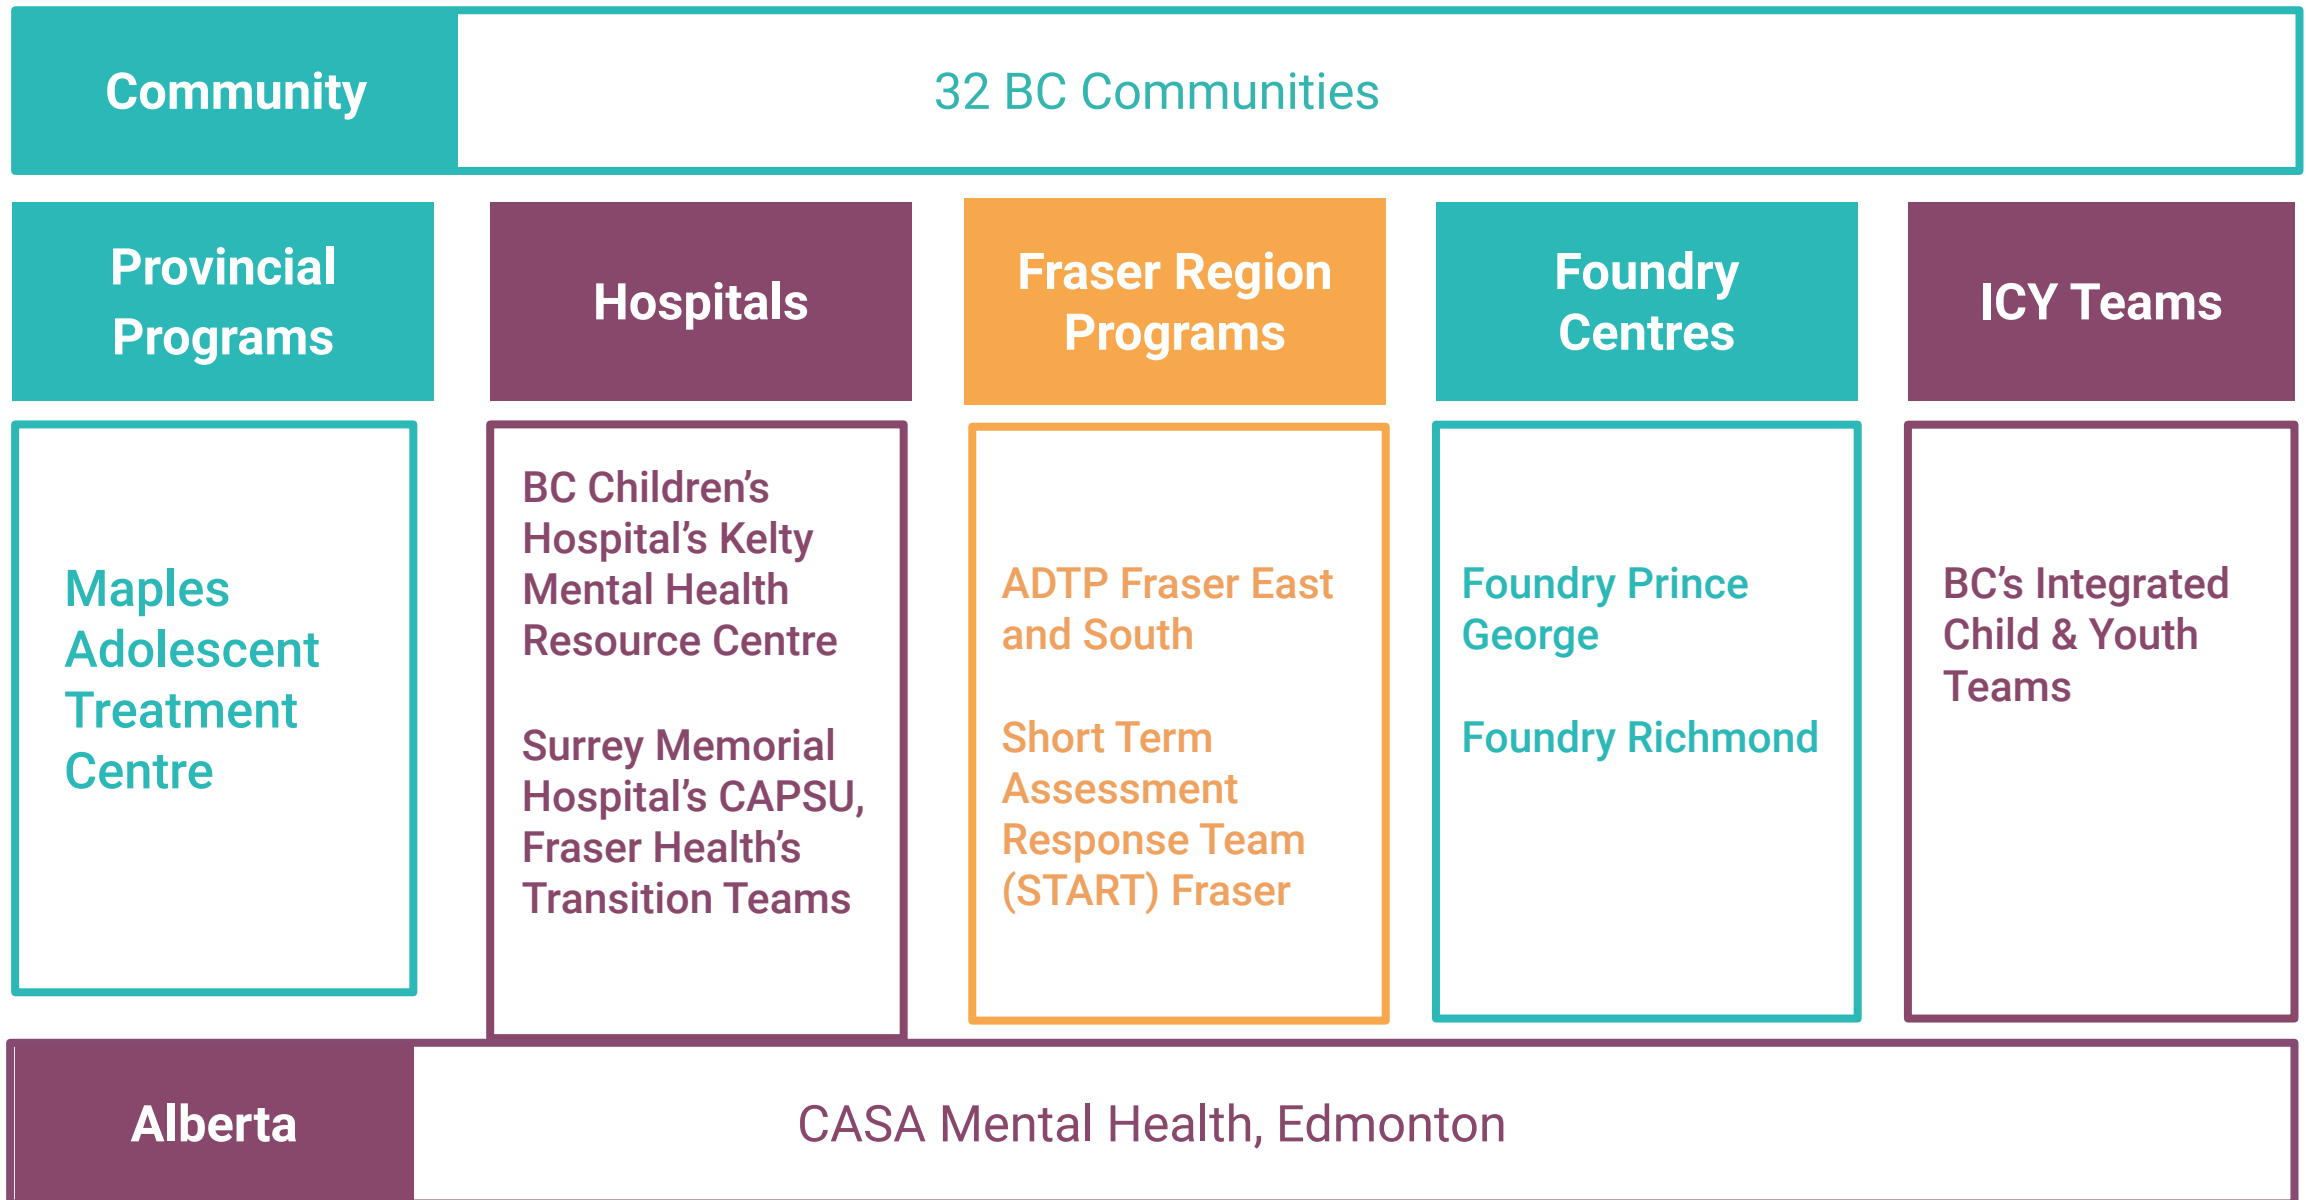 Community
32 BC Communities
Provincial
Programs
Maples
Adolescent
Treatment
Centre
Hospitals
BC Children’s
Hospital’s Kelty
Mental Health
Resource Centre
Surrey Memorial
Hospital’s CAPSU,
Fraser Health’s
Transition Teams
Fraser Region
Programs
ADTP Fraser East
and South
Short Term
Assessment
Response Team
(START) Fraser
Foundry
Centres
Foundry Prince
George
Foundry Richmond
ICY Teams
BC’s Integrated
Child & Youth
Teams
Alberta
CASA Mental Health, Edmonton